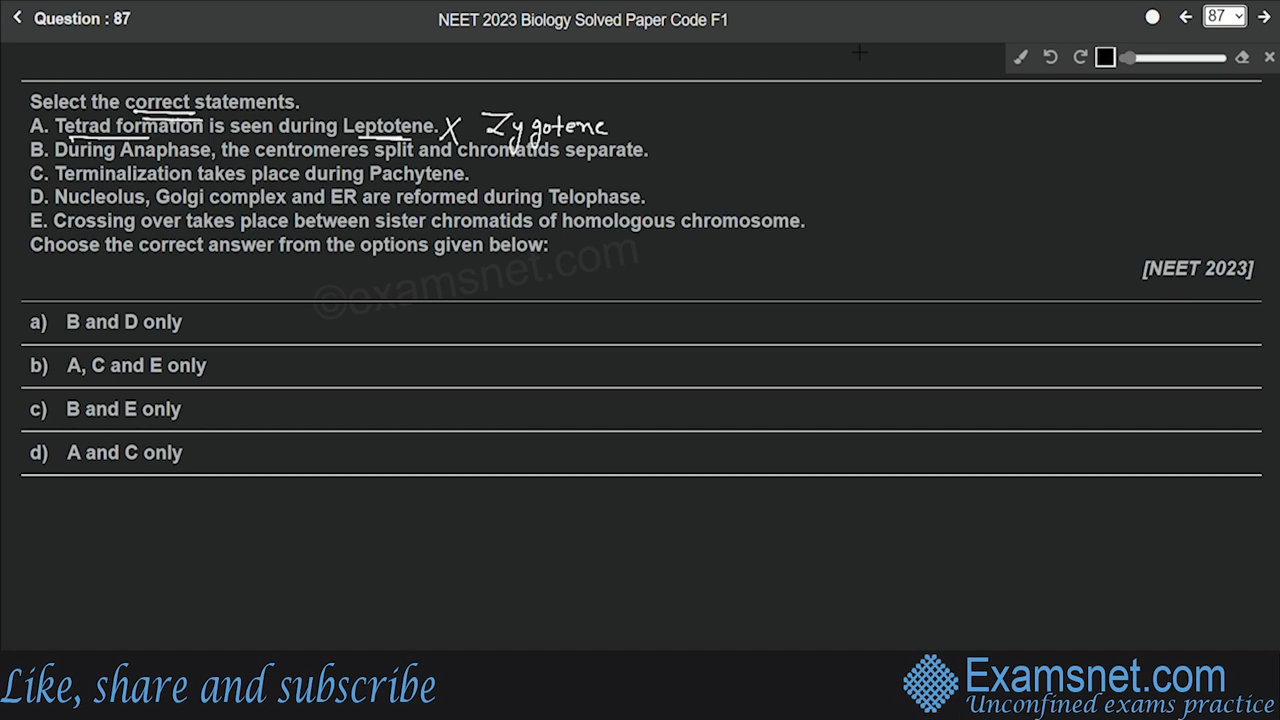 Question : 87
NEET 2023 Biology Solved Paper Code F1
87
Select the correct statements.
A. Tetrad formation is seen during Leptotene. X Zygotene
B. During Anaphase, the centromeres split and chromatids separate.
C. Terminalization takes place during Pachytene.
D. Nucleolus, Golgi complex and ER are reformed during Telophase.
E. Crossing over takes place between sister chromatids of homologous chromosome.
Choose the correct answer from the options given below:
[NEET 2023]
©examsnet.com
a) B and D only
b) A, C and E only
c) B and E only
d) A and C only
Like, share and subscribe
Examsnet.com
Unconfined exams practice